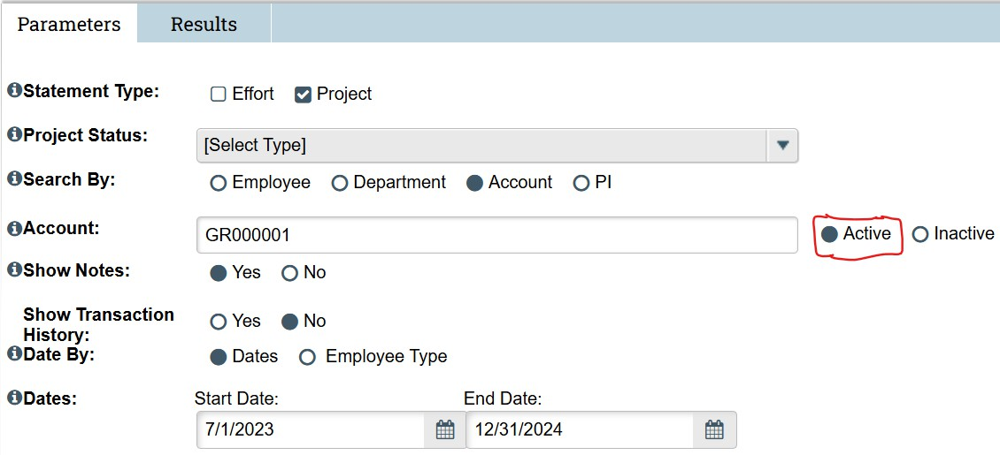 Parameters Results
Statement Type: Effort Project
Project Status: [Select Type]
Search By: Employee Department Account PI
Account: GR000001 Active Inactive
Show Notes: Yes No
Show Transaction
History: Yes No
Date By: Dates Employee Type
Dates: Start Date: End Date:
7/1/2023 12/31/2024